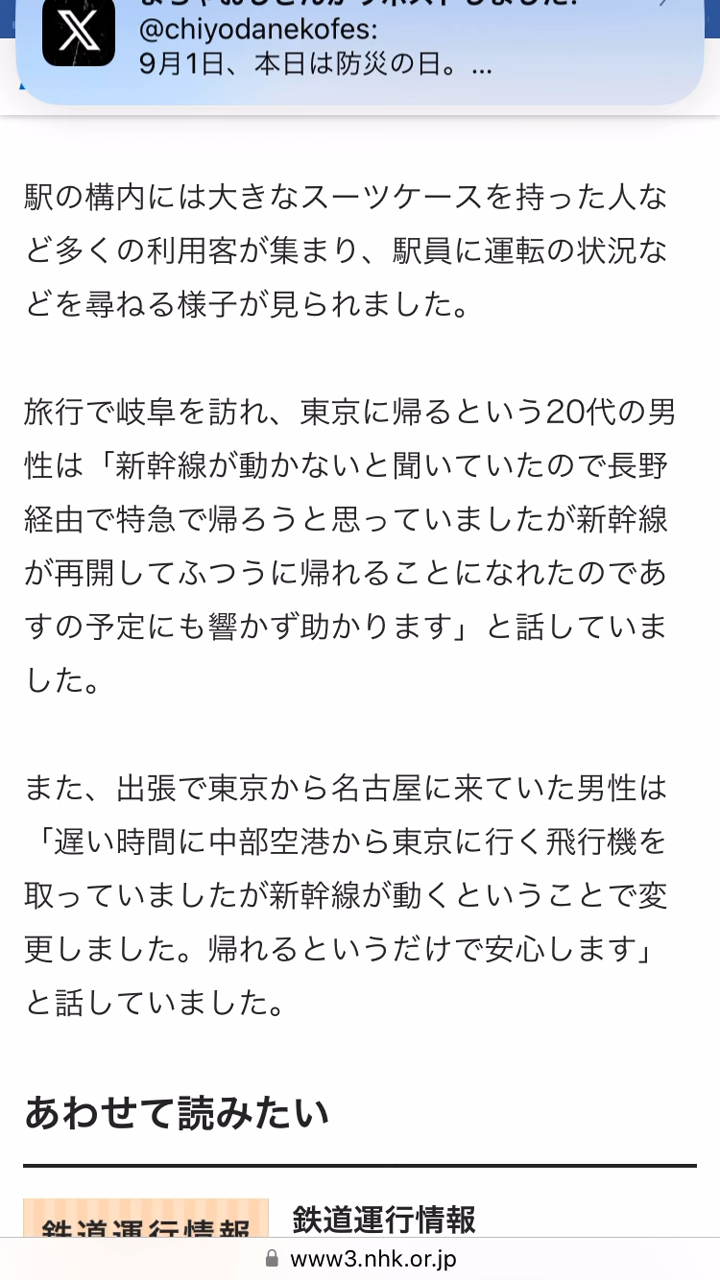 @chiyodanekofes:
9月1日、本日は防災の日。...
駅の構内には大きなスーツケースを持った人な
ど多くの利用客が集まり、駅員に運転の状況な
どを尋ねる様子が見られました。
旅行で岐阜を訪れ、東京に帰るという20代の男
性は「新幹線が動かないと聞いていたので長野
経由で特急で帰ろうと思っていましたが新幹線
が再開してふつうに帰れることになれたのであ
すの予定にも響かず助かります」と話していま
した。
また、出張で東京から名古屋に来ていた男性は
「遅い時間に中部空港から東京に行く飛行機を
取っていましたが新幹線が動くということで変
更しました。帰れるというだけで安心します」
と話していました。
あわせて読みたい
鉄道運行情報
鉄道運行情報
www3.nhk.or.jp